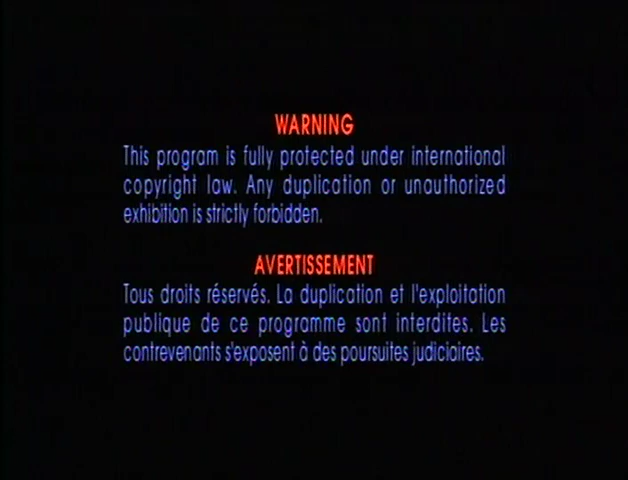 WARNING
This program is fully protected under international
copyright law. Any duplication or unauthorized
exhibition is strictly forbidden.
AVERTISSEMENT
Tous droits réservés. La duplication et l'exploitation
publique de ce programme sont interdites. Les
contrevenants s'exposent à des poursuites judiciaires.